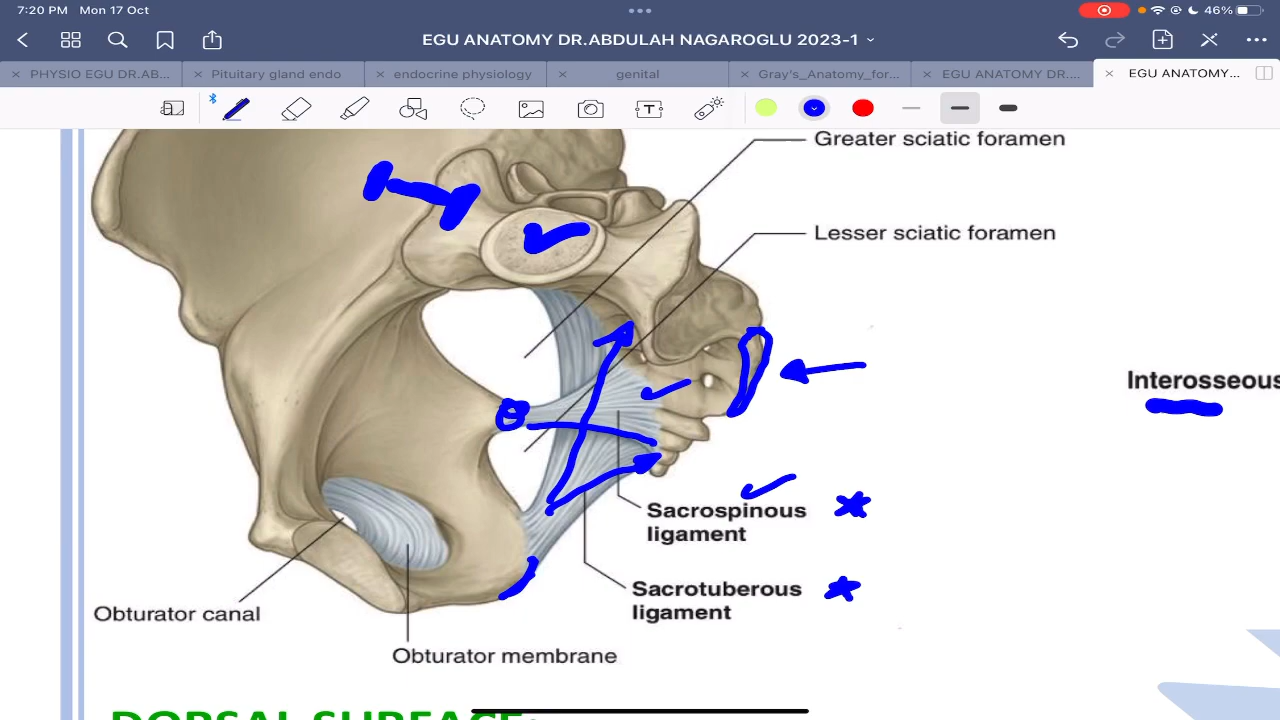 7:20 PM Mon 17 Oct
46%
EGU ANATOMY DR.ABDULAH NAGAROGLU 2023-1
PHYSIO EGU DR.AB...
Pituitary gland endo
endocrine physiology
genital
Gray's_Anatomy_for...
EGU ANATOMY DR....
EGU ANATOMY...
Greater sciatic foramen
Lesser sciatic foramen
Interosseous
Sacrospinous
ligament
Sacrotuberous
ligament
Obturator canal
Obturator membrane
DORSAL SURFACE: